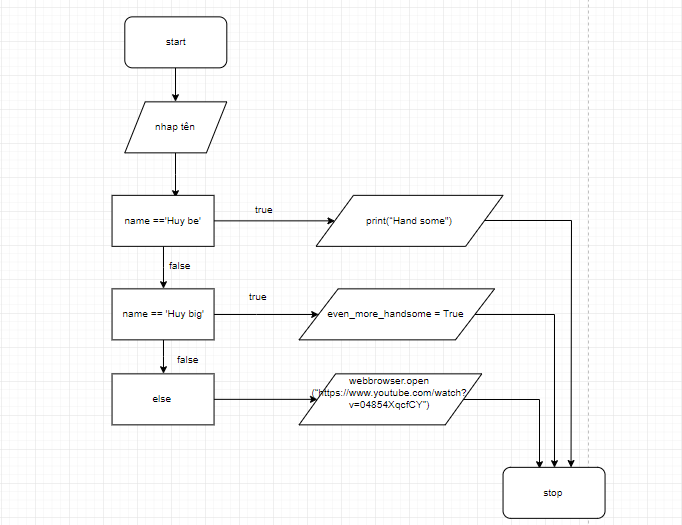 start
nhap tên
name =='Huy be'
true
print("Hand some")
false
name == 'Huy big'
true
even_more_handsome = True
false
else
webbrowser.open
("https://www.youtube.com/watch?
v=04854XqcfCY")
stop